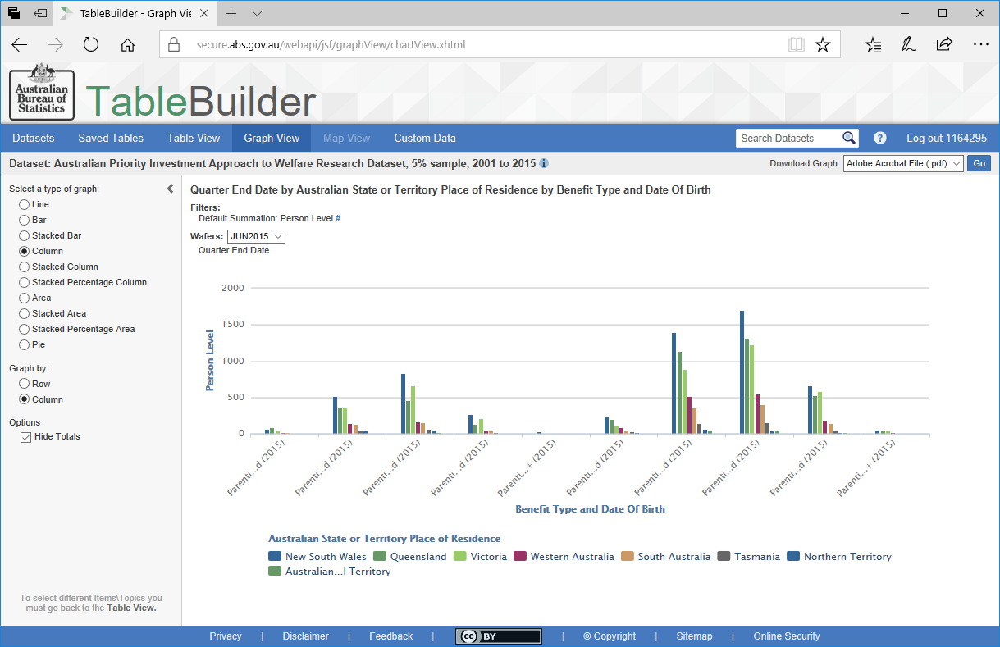 TableBuilder - Graph Vie
secure.abs.gov.au/webapi/jsf/graphView/chartView.xhtml
Australian
Bureau of
Statistics
TableBuilder
Datasets Saved Tables Table View Graph View Map View Custom Data Search Datasets ? Log out 1164295
Dataset: Australian Priority Investment Approach to Welfare Research Dataset, 5% sample, 2001 to 2015 i Download Graph: Adobe Acrobat File (.pdf) Go
Select a type of graph:
Line
Bar
Stacked Bar
Column
Stacked Column
Stacked Percentage Column
Area
Stacked Area
Stacked Percentage Area
Pie
Graph by:
Row
Column
Options
Hide Totals
To select different Items\Topics you
must go back to the Table View.
Quarter End Date by Australian State or Territory Place of Residence by Benefit Type and Date Of Birth
Filters:
Default Summation: Person Level #
Wafers: JUN2015
Quarter End Date
Person Level
2000
1500
1000
500
0
Parenti...d (2015)
Parenti...d (2015)
Parenti...d (2015)
Parenti...d (2015)
Parenti...+ (2015)
Parenti...d (2015)
Parenti...d (2015)
Parenti...d (2015)
Parenti...d (2015)
Parenti...+ (2015)
Benefit Type and Date Of Birth
Australian State or Territory Place of Residence
New South Wales Queensland Victoria Western Australia South Australia Tasmania Northern Territory
Australian...l Territory
Privacy | Disclaimer | Feedback | cc BY | © Copyright | Sitemap | Online Security